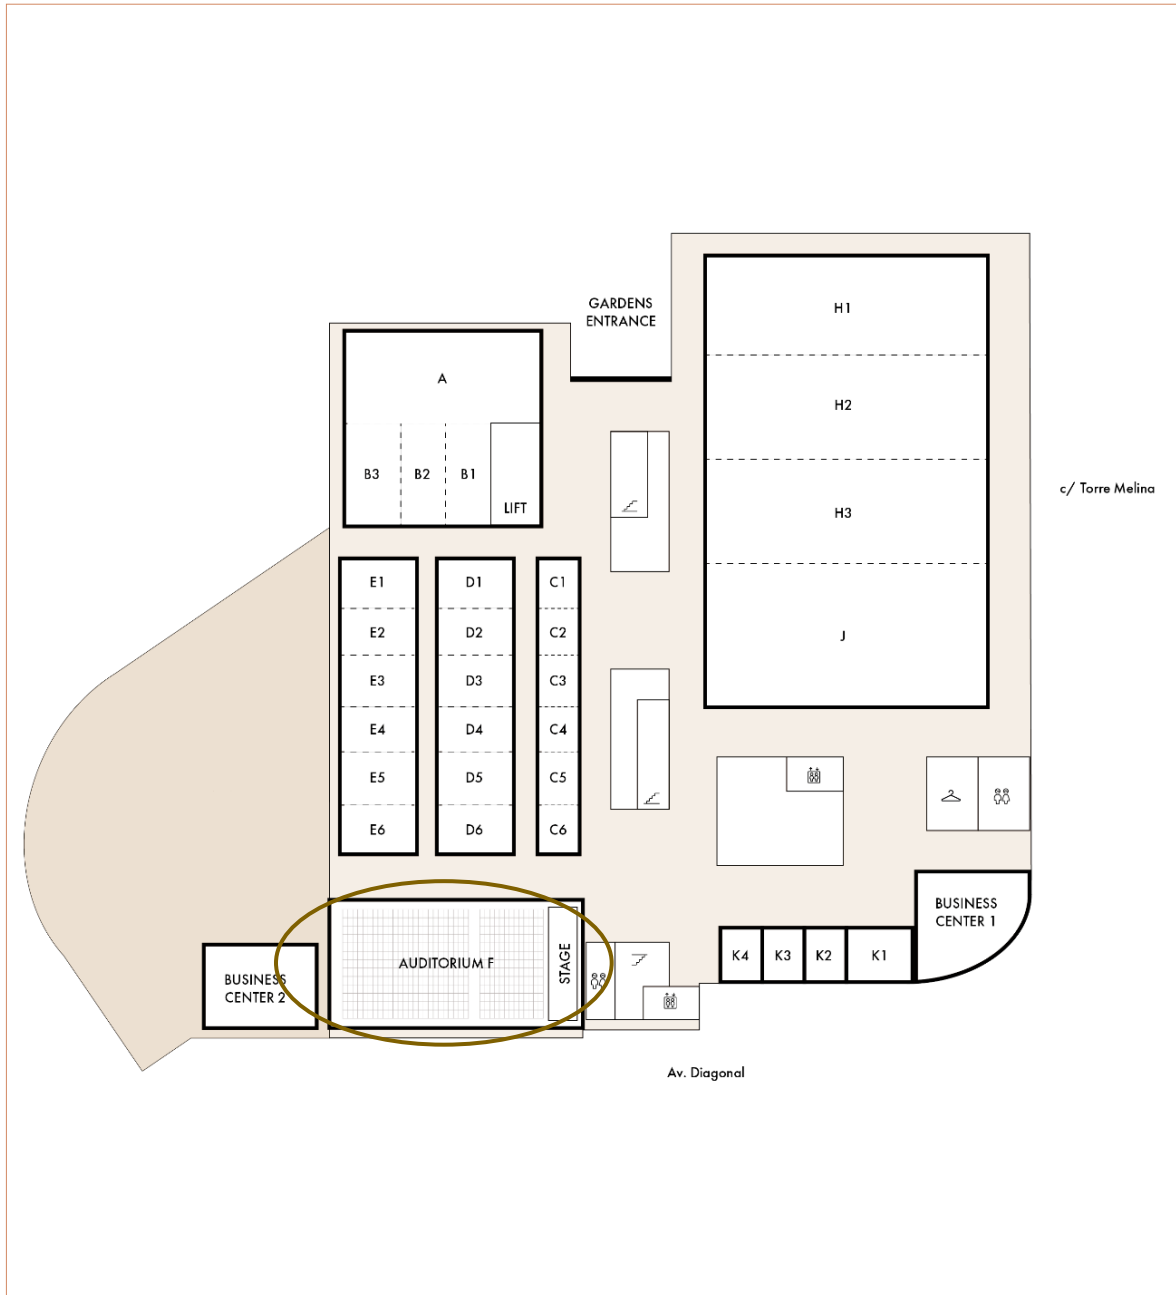 GARDENS
ENTRANCE
H1
A
H2
B3 B2 B1
LIFT
c/ Torre Melina
H3
E1 D1 C1
E2 D2 C2
J
E3 D3 C3
E4 D4 C4
E5 D5 C5
E6 D6 C6
BUSINESS
CENTER 1
K4 K3 K2 K1
AUDITORIUM F
STAGE
BUSINESS
CENTER 2
Av. Diagonal